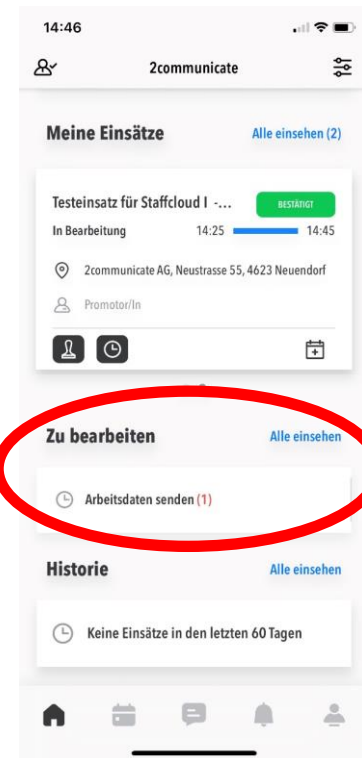 14:46
2communicate
Meine Einsätze Alle einsehen (2)
Testeinsatz für Staffcloud I -... BESTÄTIGT
In Bearbeitung 14:25 14:45
2communicate AG, Neustrasse 55, 4623 Neuendorf
Promotor/In
Zu bearbeiten Alle einsehen
Arbeitsdaten senden (1)
Historie Alle einsehen
Keine Einsätze in den letzten 60 Tagen